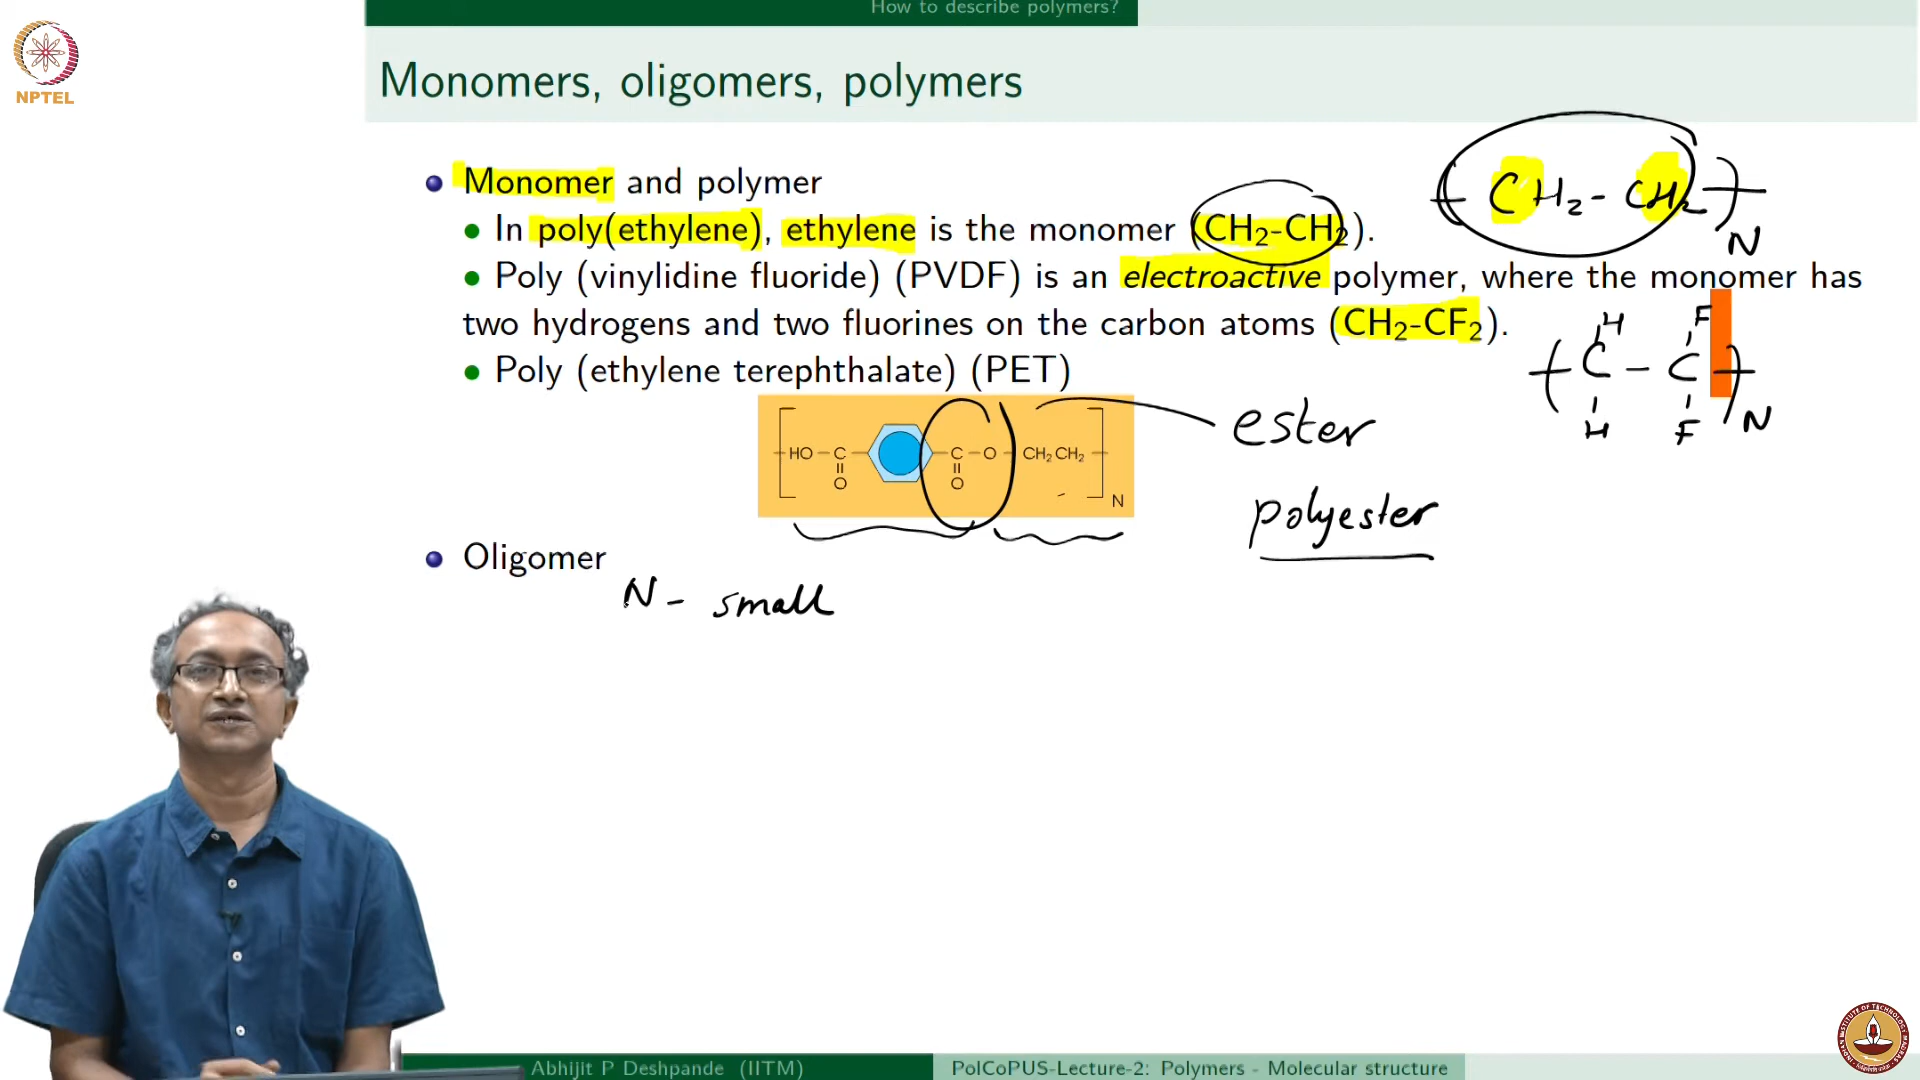 How to describe polymers?
NPTEL
Monomers, oligomers, polymers
Monomer and polymer
In poly(ethylene), ethylene is the monomer (CH₂-CH₂).
Poly (vinylidine fluoride) (PVDF) is an electroactive polymer, where the monomer has
two hydrogens and two fluorines on the carbon atoms (CH₂-CF₂).
Poly (ethylene terephthalate) (PET)
( CH₂ - CH₂ )
N
H F
( C - C )
H F N
HO - C C - O - CH₂ CH₂
O O
N
ester
polyester
Oligomer
N - small
Abhijit P Deshpande (IITM) PolCoPUS-Lecture-2: Polymers - Molecular structure